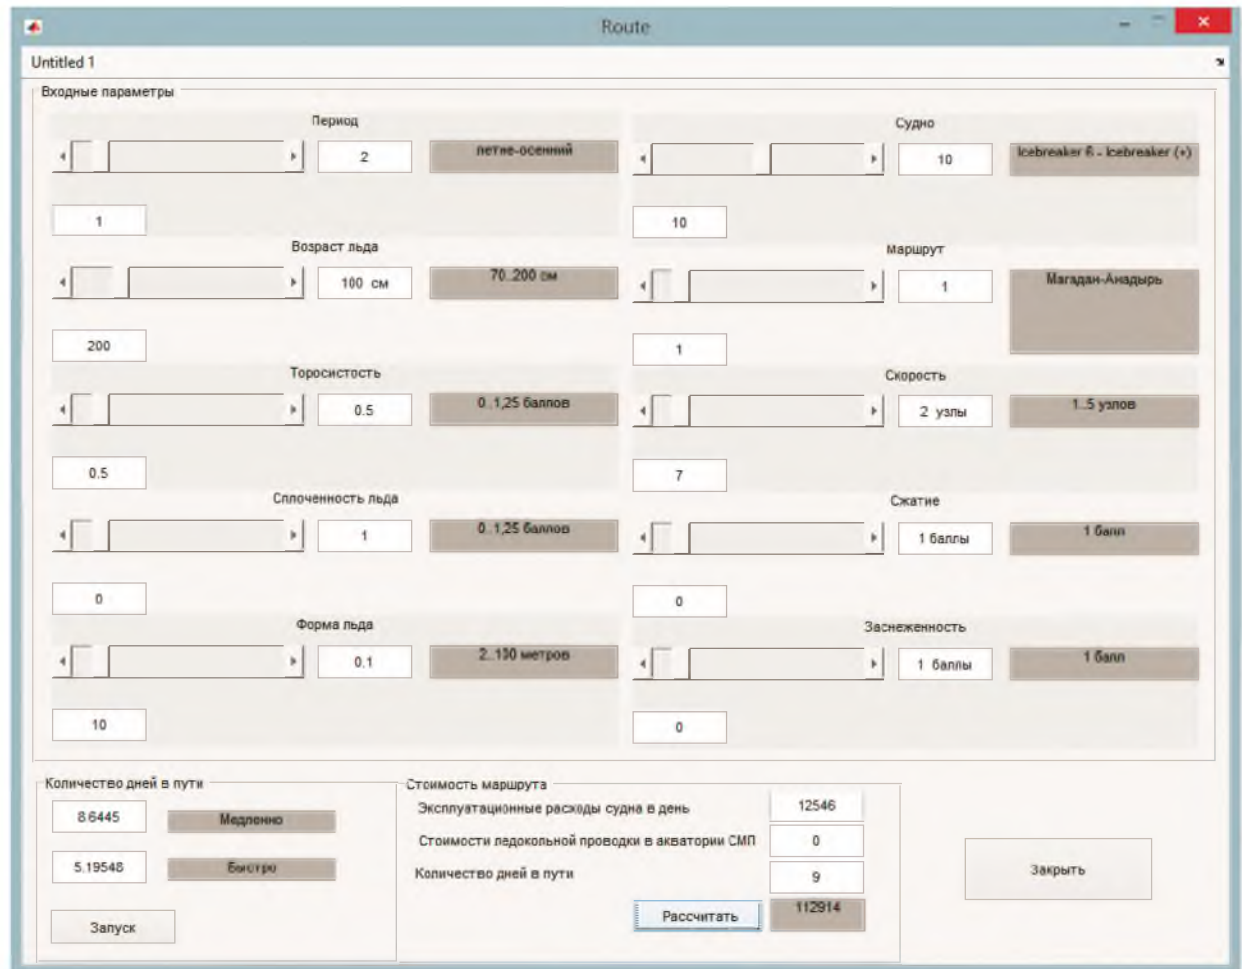 Route
Untitled 1
Входные параметры
Период
2
летне-осенний
1
Судно
10
Icebreaker 6 - Icebreaker (+)
10
Возраст льда
100 см
70..200 см
200
Маршрут
1
Магадан-Анадырь
1
Торосистость
0.5
0..1,25 баллов
0.5
Скорость
2 узлы
1..5 узлов
7
Сплоченность льда
1
0..1,25 баллов
0
Сжатие
1 баллы
1 балл
0
Форма льда
0.1
2..100 метров
10
Заснеженность
1 баллы
1 балл
0
Количество дней в пути
8.6445
Медленно
5.19548
Быстро
Запуск
Стоимость маршрута
Эксплуатационные расходы судна в день
12546
Стоимости ледокольной проводки в акватории СМП
0
Количество дней в пути
9
Рассчитать
112914
Закрыть